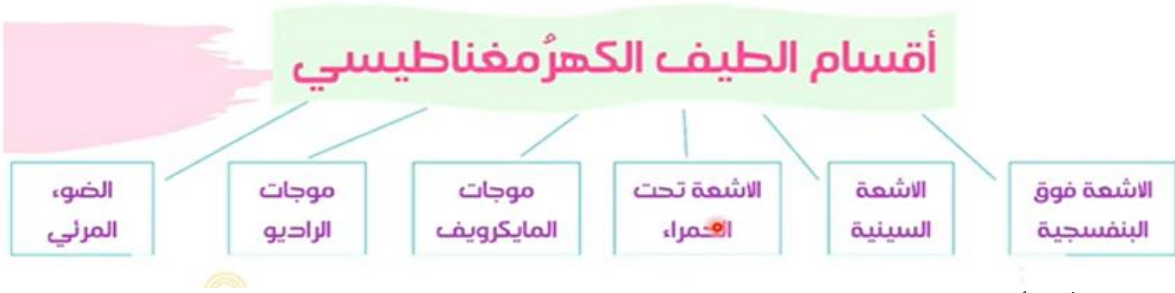 أقسام الطيف الكهرُمغناطيسي
الاشعة فوق
البنفسجية
الاشعة
السينية
الاشعة تحت
الحمراء
موجات
المايكرويف
موجات
الراديو
الضوء
المرئي